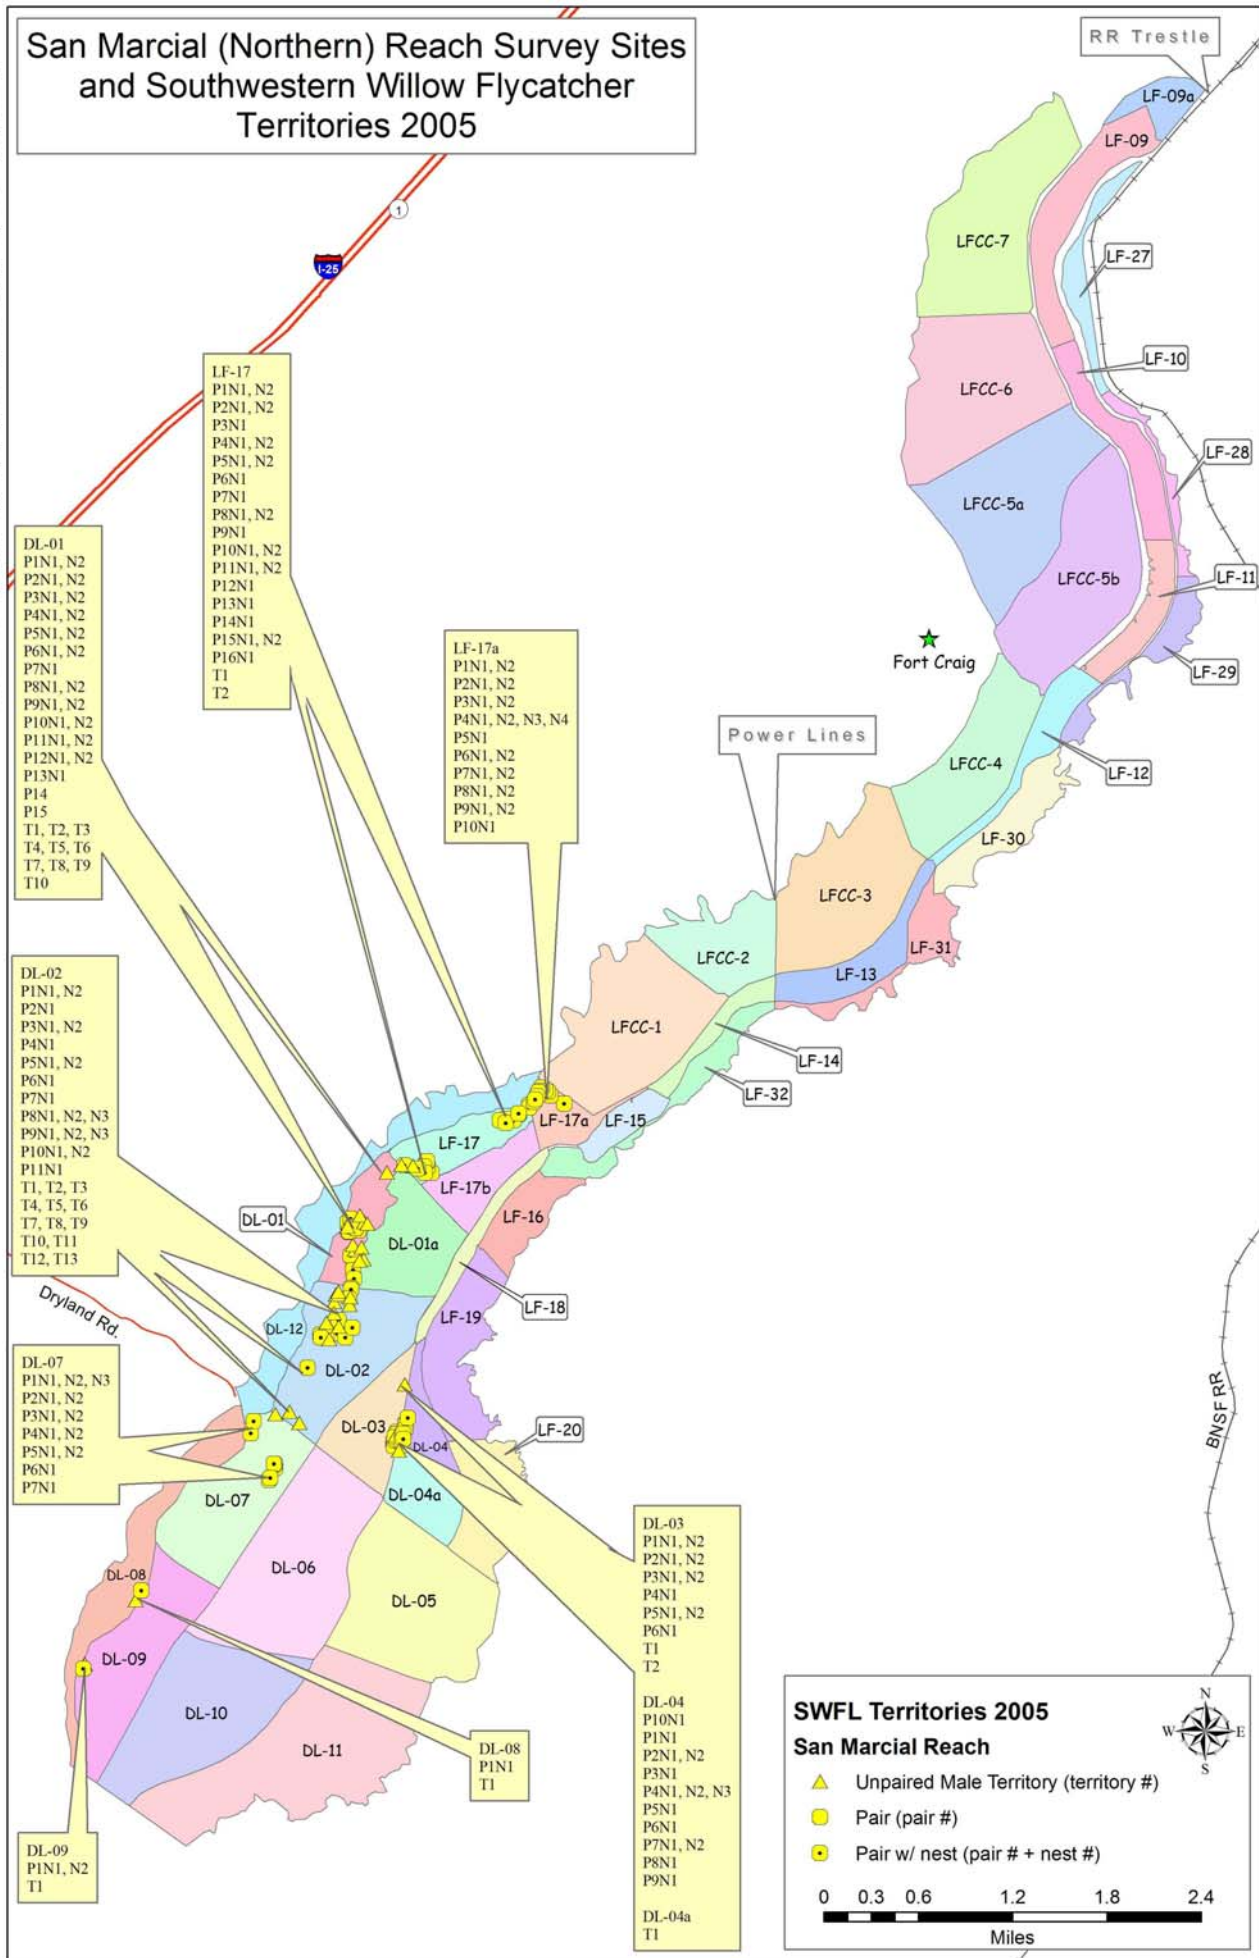 San Marcial (Northern) Reach Survey Sites
and Southwestern Willow Flycatcher
Territories 2005
RR Trestle
LF-09a
LF-09
1
LFCC-7
I-25
LF-27
LF-10
LF-17
P1N1, N2
P2N1, N2
P3N1
P4N1, N2
P5N1, N2
P6N1
P7N1
P8N1, N2
P9N1
P10N1, N2
P11N1, N2
P12N1
P13N1
P14N1
P15N1, N2
P16N1
T1
T2
LFCC-6
LF-28
LFCC-5a
DL-01
P1N1, N2
P2N1, N2
P3N1, N2
P4N1, N2
P5N1, N2
P6N1, N2
P7N1
P8N1, N2
P9N1, N2
P10N1, N2
P11N1, N2
P12N1, N2
P13N1
P14
P15
T1, T2, T3
T4, T5, T6
T7, T8, T9
T10
LFCC-5b
LF-11
LF-17a
P1N1, N2
P2N1, N2
P3N1, N2
P4N1, N2, N3, N4
P5N1
P6N1, N2
P7N1, N2
P8N1, N2
P9N1, N2
P10N1
Fort Craig
LF-29
Power Lines
LFCC-4
LF-12
LF-30
LFCC-3
LF-31
LFCC-2
LF-13
DL-02
P1N1, N2
P2N1
P3N1, N2
P4N1
P5N1, N2
P6N1
P7N1
P8N1, N2, N3
P9N1, N2, N3
P10N1, N2
P11N1
T1, T2, T3
T4, T5, T6
T7, T8, T9
T10, T11
T12, T13
LFCC-1
LF-14
LF-32
LF-17a
LF-15
LF-17
LF-17b
DL-01
LF-16
DL-01a
LF-18
Dryland Rd.
DL-12
LF-19
DL-02
DL-07
P1N1, N2, N3
P2N1, N2
P3N1, N2
P4N1, N2
P5N1, N2
P6N1
P7N1
DL-03
LF-20
DL-04
BNSF RR
DL-07
DL-04a
DL-06
DL-08
DL-05
DL-03
P1N1, N2
P2N1, N2
P3N1, N2
P4N1
P5N1, N2
P6N1
T1
T2
DL-04
P10N1
P1N1
P2N1, N2
P3N1
P4N1, N2, N3
P5N1
P6N1
P7N1, N2
P8N1
P9N1
DL-04a
T1
DL-09
DL-10
DL-11
DL-08
P1N1
T1
DL-09
P1N1, N2
T1
SWFL Territories 2005
San Marcial Reach
N
W
E
S
Unpaired Male Territory (territory #)
Pair (pair #)
Pair w/ nest (pair # + nest #)
0 0.3 0.6 1.2 1.8 2.4
Miles